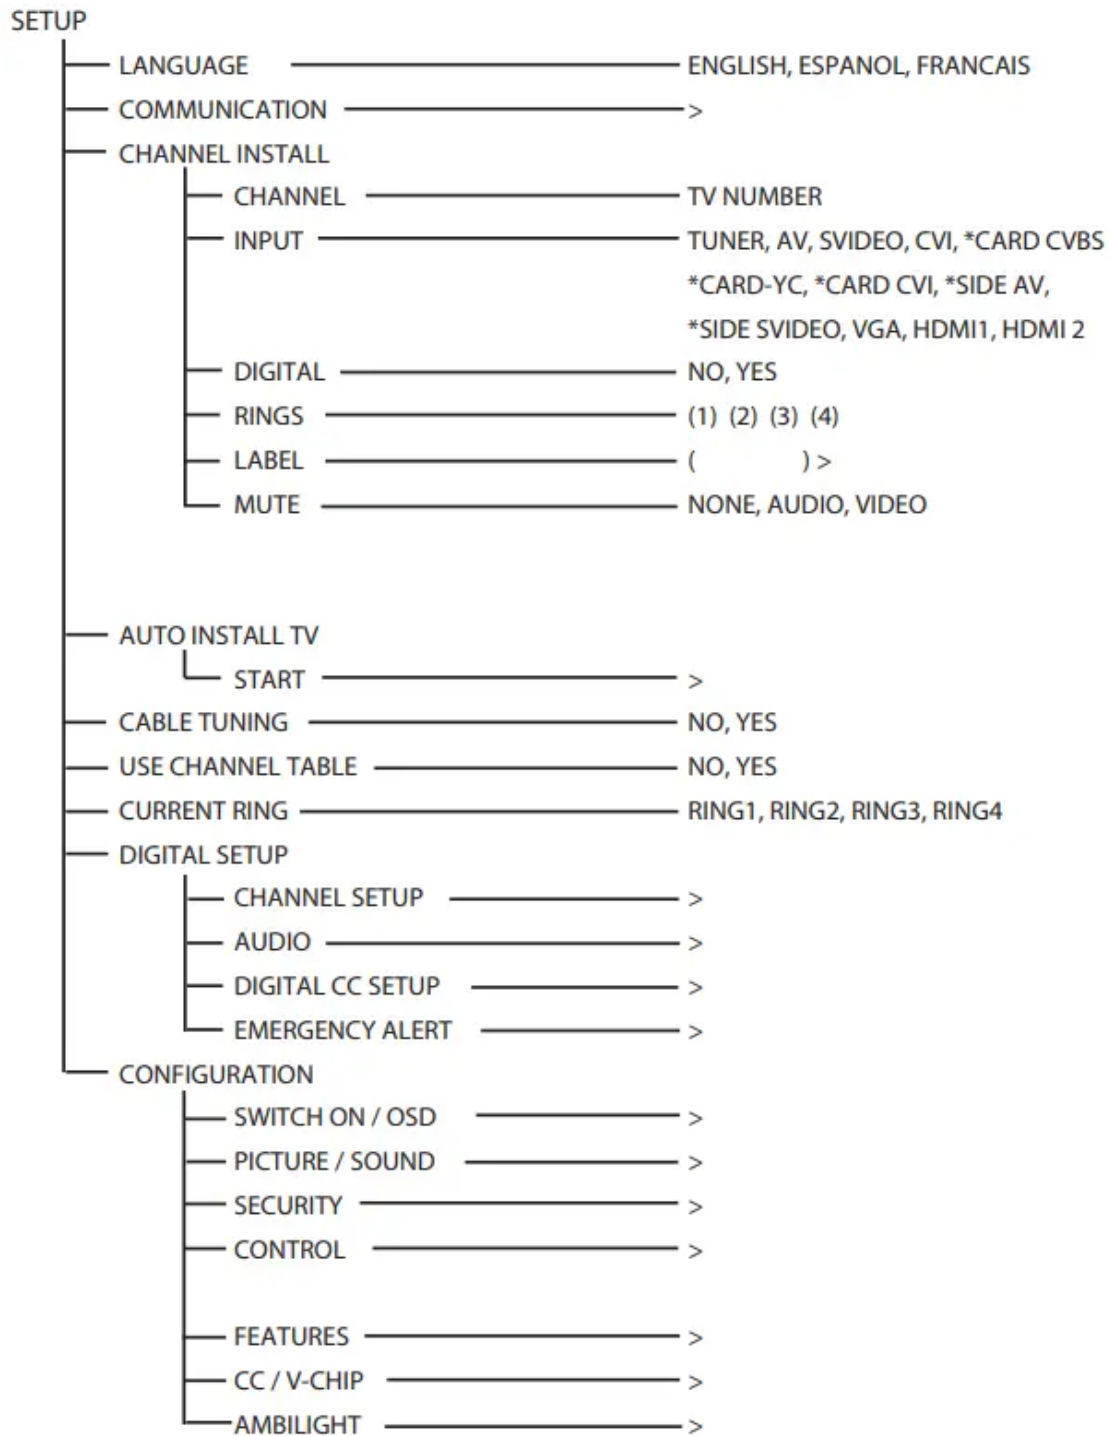 SETUP
LANGUAGE ENGLISH, ESPANOL, FRANCAIS
COMMUNICATION >
CHANNEL INSTALL
CHANNEL TV NUMBER
INPUT TUNER, AV, SVIDEO, CVI, *CARD CVBS
*CARD-YC, *CARD CVI, *SIDE AV,
*SIDE SVIDEO, VGA, HDMI1, HDMI 2
DIGITAL NO, YES
RINGS (1) (2) (3) (4)
LABEL ( ) >
MUTE NONE, AUDIO, VIDEO
AUTO INSTALL TV
START >
CABLE TUNING NO, YES
USE CHANNEL TABLE NO, YES
CURRENT RING RING1, RING2, RING3, RING4
DIGITAL SETUP
CHANNEL SETUP >
AUDIO >
DIGITAL CC SETUP >
EMERGENCY ALERT >
CONFIGURATION
SWITCH ON / OSD >
PICTURE / SOUND >
SECURITY >
CONTROL >
FEATURES >
CC / V-CHIP >
AMBILIGHT >